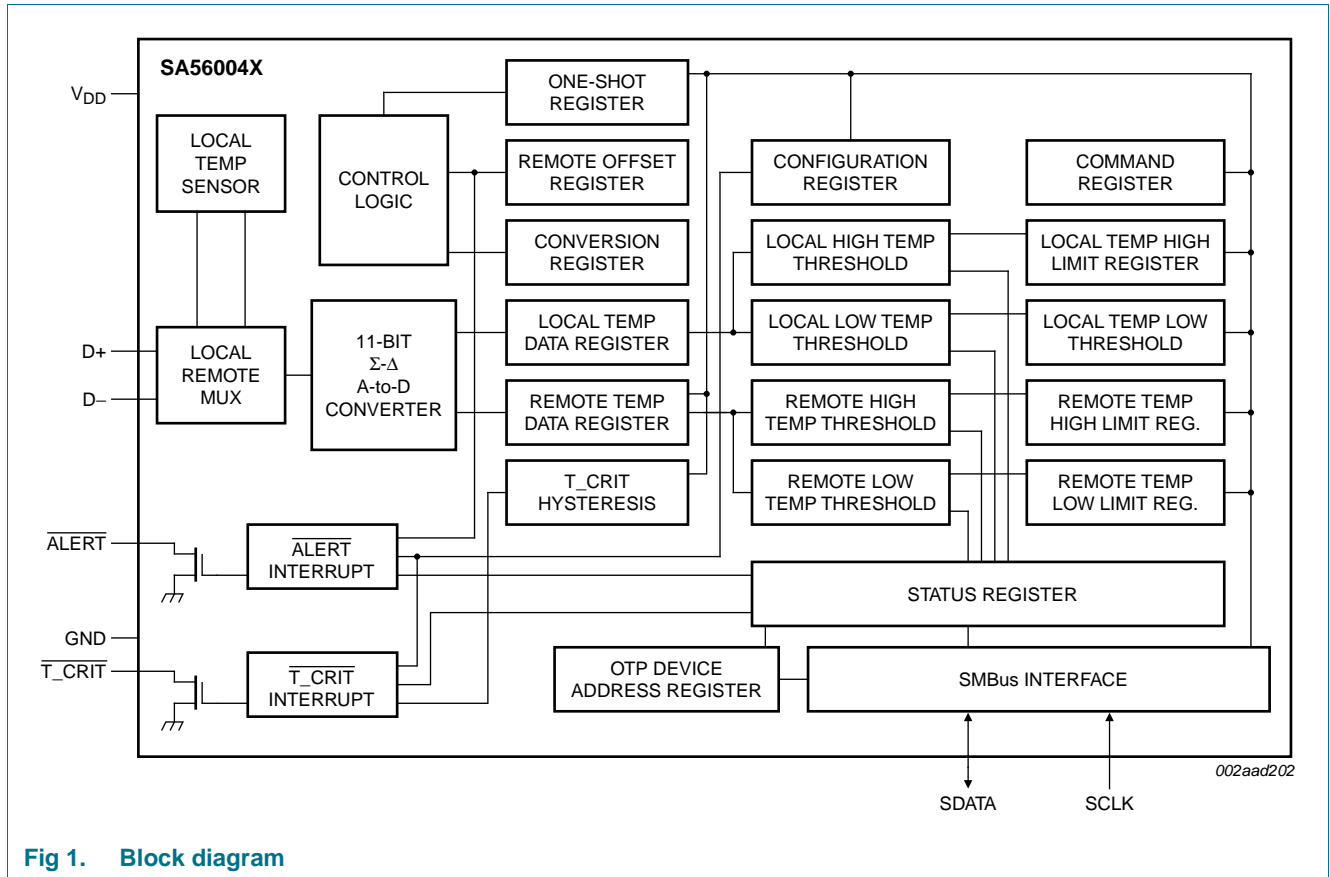 SA56004X
V_DD
LOCAL
TEMP
SENSOR
CONTROL
LOGIC
ONE-SHOT
REGISTER
REMOTE OFFSET
REGISTER
CONVERSION
REGISTER
CONFIGURATION
REGISTER
COMMAND
REGISTER
LOCAL HIGH TEMP
THRESHOLD
LOCAL TEMP HIGH
LIMIT REGISTER
D+
D−
LOCAL
REMOTE
MUX
11-BIT
Σ-Δ
A-to-D
CONVERTER
LOCAL TEMP
DATA REGISTER
LOCAL LOW TEMP
THRESHOLD
LOCAL TEMP LOW
THRESHOLD
REMOTE TEMP
DATA REGISTER
REMOTE HIGH
TEMP THRESHOLD
REMOTE TEMP
HIGH LIMIT REG.
T_CRIT
HYSTERESIS
REMOTE LOW
TEMP THRESHOLD
REMOTE TEMP
LOW LIMIT REG.
ALERT
ALERT
INTERRUPT
STATUS REGISTER
GND
T_CRIT
T_CRIT
INTERRUPT
OTP DEVICE
ADDRESS REGISTER
SMBus INTERFACE
002aad202
SDATA
SCLK
Fig 1. Block diagram